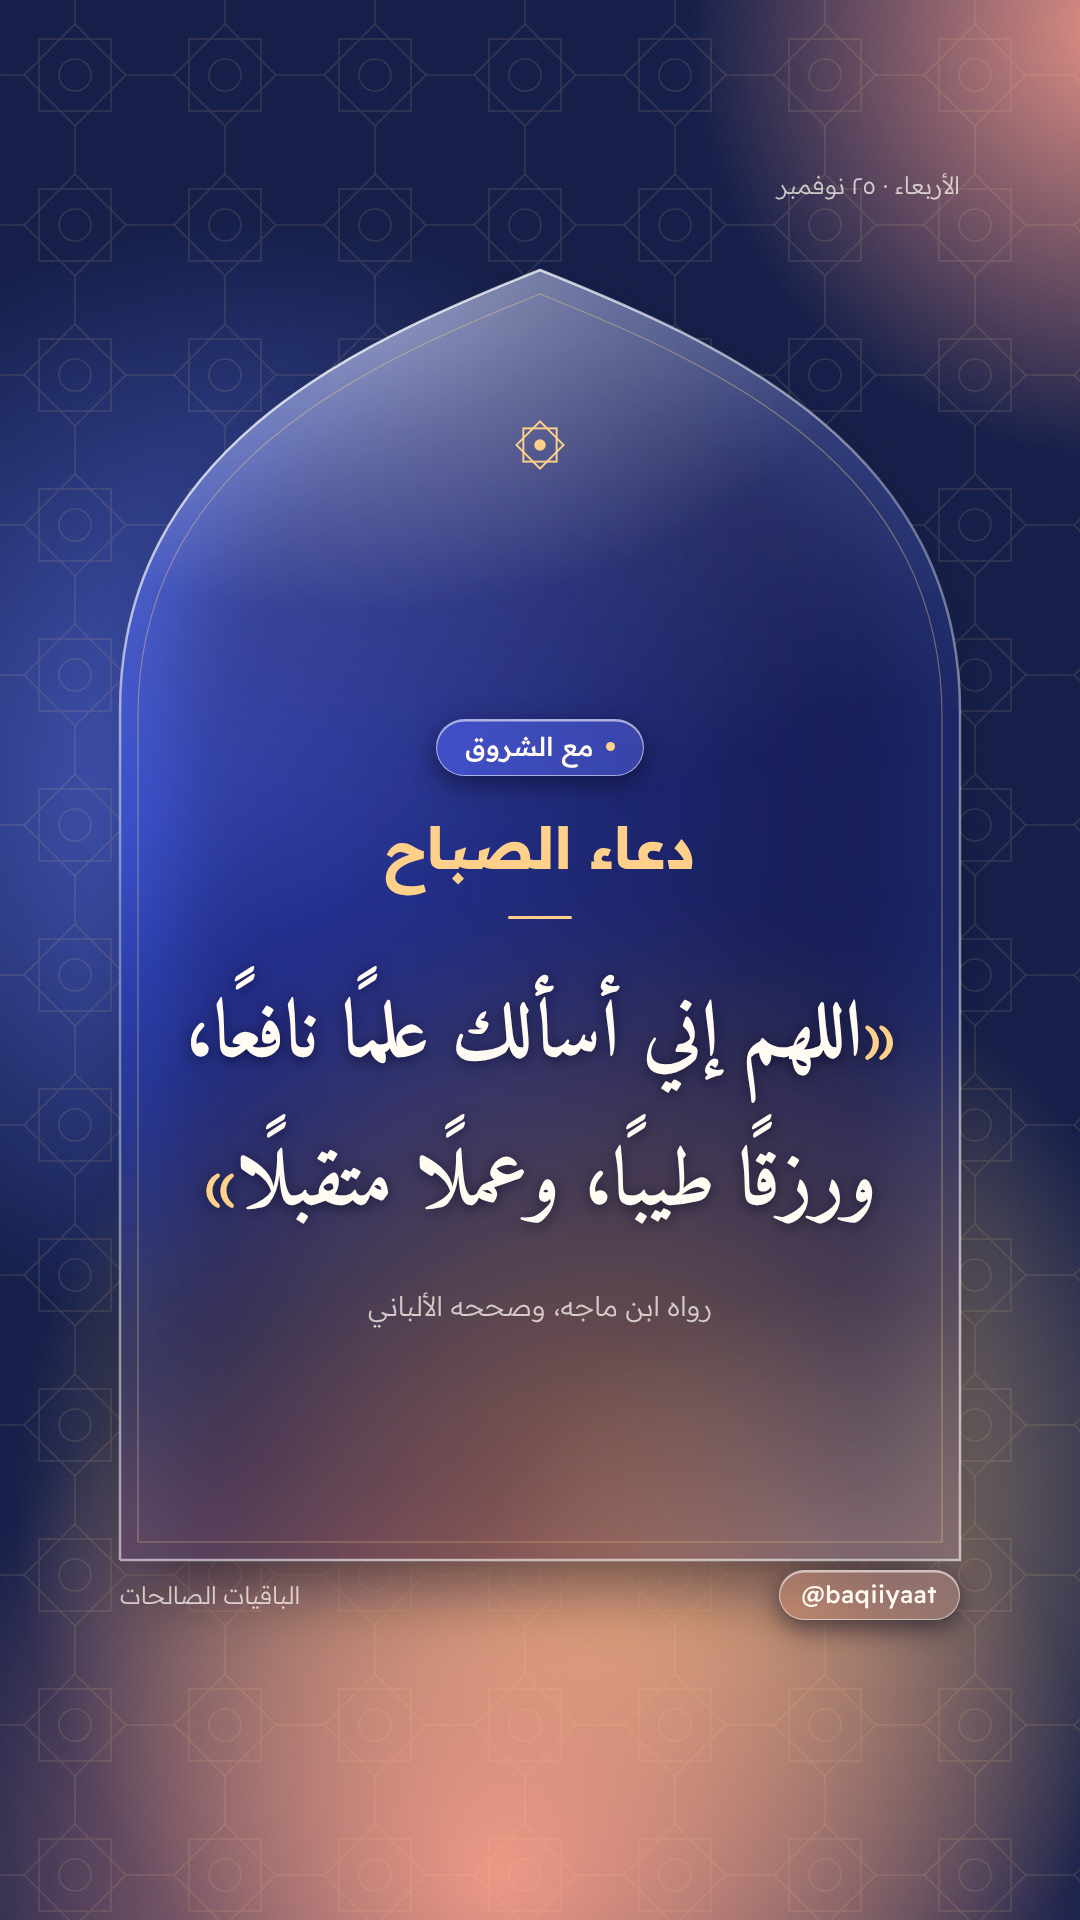 الأربعاء · ٢٥ نوفمبر
مع الشروق
دعاء الصباح
«اللهم إني أسألك علمًا نافعًا،
ورزقًا طيبًا، وعملًا متقبلًا»
رواه ابن ماجه، وصححه الألباني
@baqiiyaat
الباقيات الصالحات